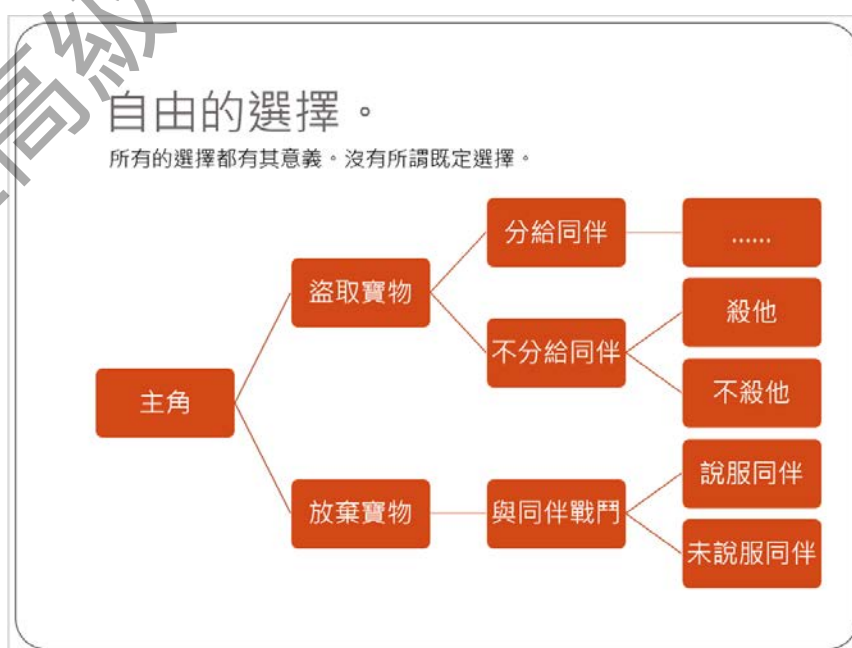 高級
自由的選擇。
所有的選擇都有其意義。沒有所謂既定選擇。
主角
盜取寶物
分給同伴
......
不分給同伴
殺他
不殺他
放棄寶物
與同伴戰鬥
說服同伴
未說服同伴